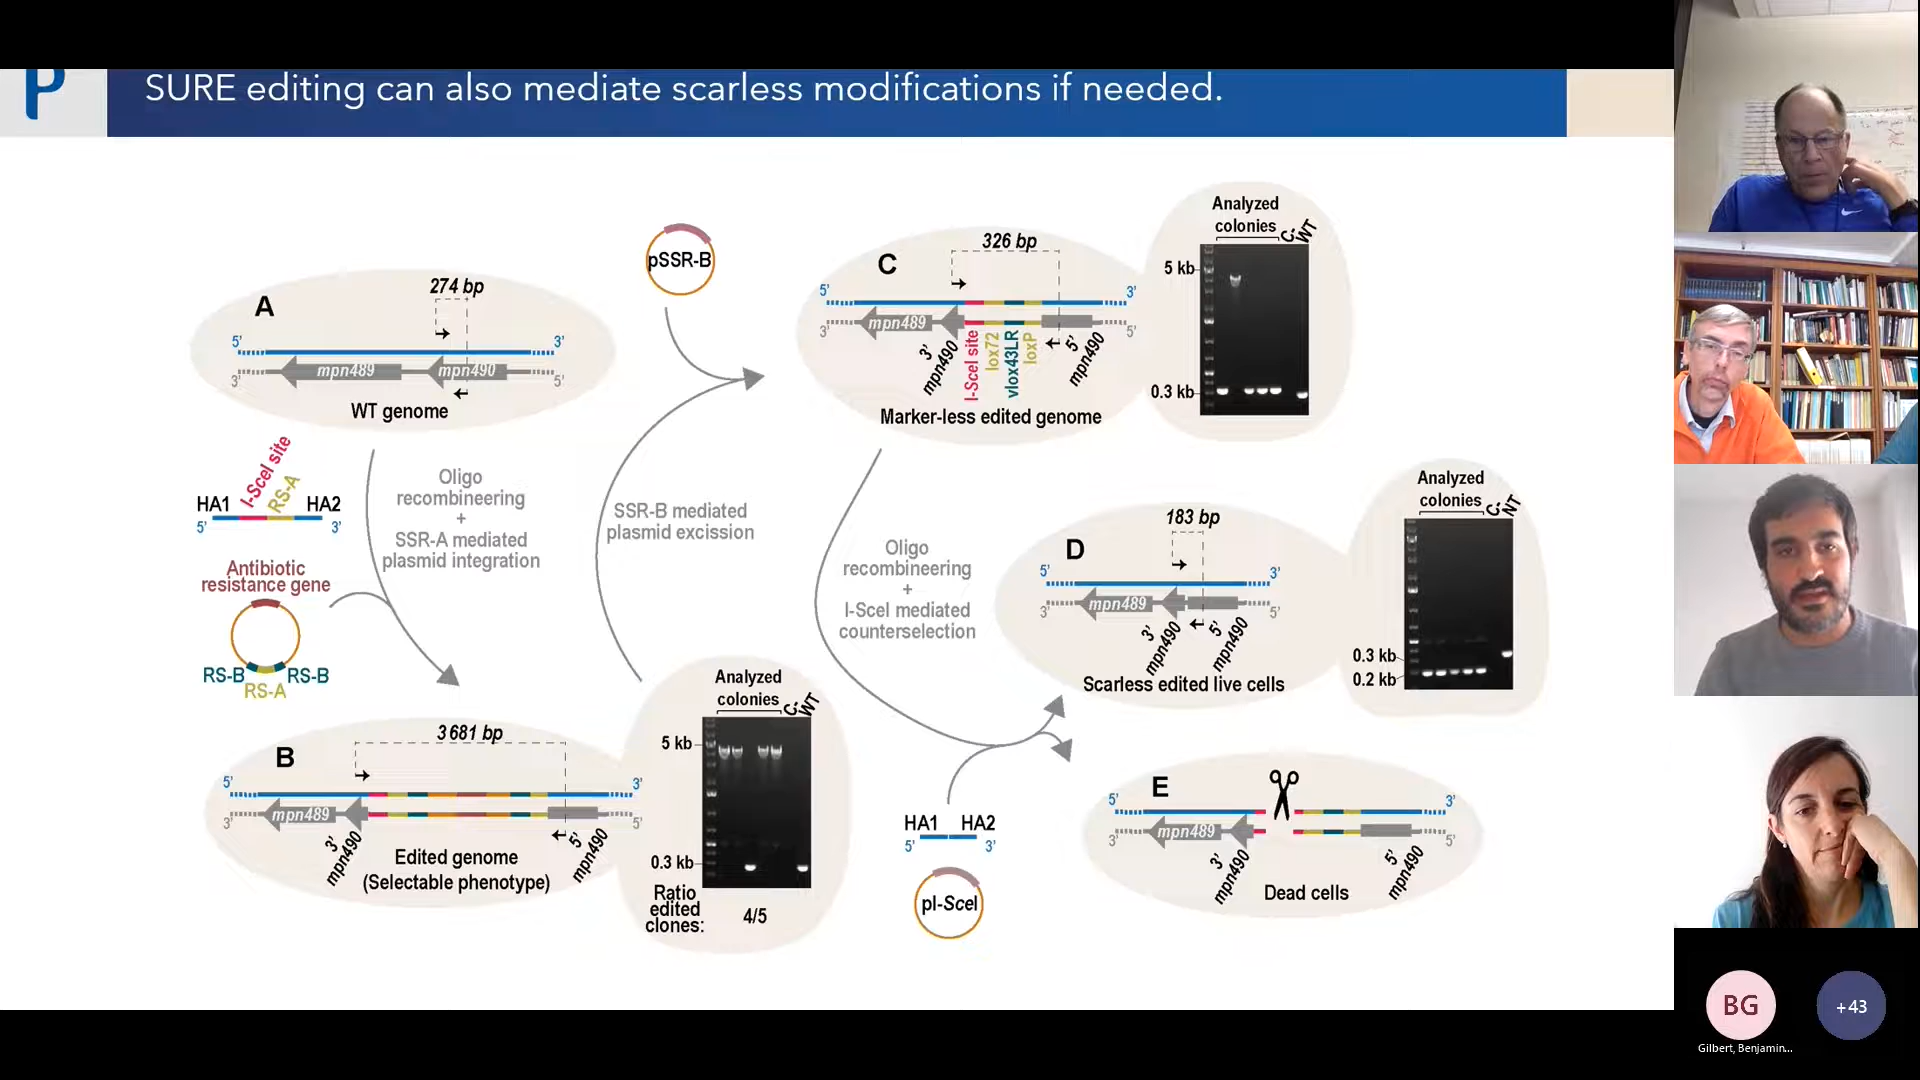 SURE editing can also mediate scarless modifications if needed.
A
274 bp
5'
3'
3'
mpn489
mpn490
5'
WT genome
HA1
I-SceI site
RS-A
HA2
5'
3'
Antibiotic
resistance gene
RS-B
RS-A
RS-B
Oligo
recombineering
+
SSR-A mediated
plasmid integration
B
3681 bp
5'
3'
3'
mpn489
5'
3'
mpn490
5'
mpn490
Edited genome
(Selectable phenotype)
Analyzed
colonies
C-
WT
5 kb
0.3 kb
Ratio
edited
clones:
4/5
pSSR-B
SSR-B mediated
plasmid excission
C
326 bp
5'
3'
3'
mpn489
5'
3'
mpn490
I-SceI site
lox72
vlox43LR
loxP
5'
mpn490
Marker-less edited genome
Analyzed
colonies
C-
WT
5 kb
0.3 kb
Oligo
recombineering
+
I-SceI mediated
counterselection
HA1
HA2
5'
3'
pI-SceI
D
183 bp
5'
3'
3'
mpn489
5'
3'
mpn490
5'
mpn490
Scarless edited live cells
Analyzed
colonies
C-
NT
0.3 kb
0.2 kb
E
5'
3'
3'
mpn489
5'
3'
mpn490
5'
mpn490
Dead cells
BG
+43
Gilbert, Benjamin...